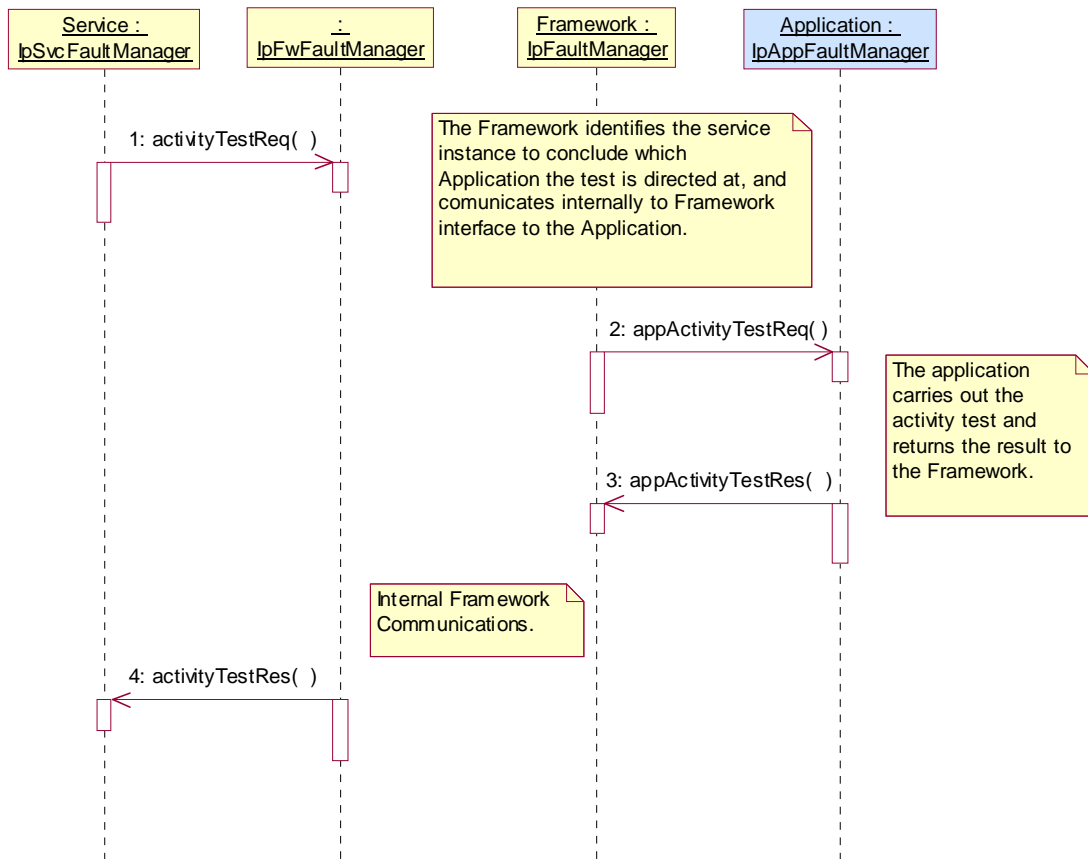 Service :
IpSvcFaultManager
:
IpFwFaultManager
Framework :
IpFaultManager
Application :
IpAppFaultManager
1: activityTestReq( )
The Framework identifies the service
instance to conclude which
Application the test is directed at, and
comunicates internally to Framework
interface to the Application.
2: appActivityTestReq( )
The application
carries out the
activity test and
returns the result to
the Framework.
3: appActivityTestRes( )
Internal Framework
Communications.
4: activityTestRes( )